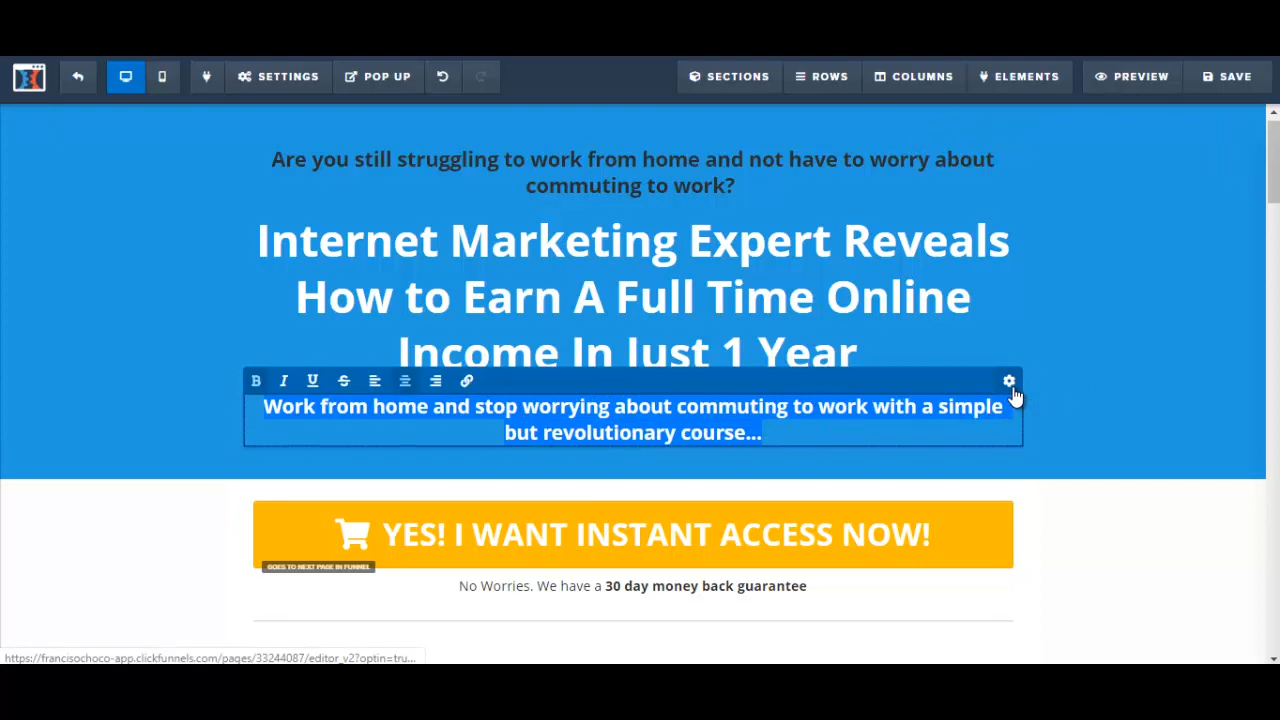 SETTINGS
POP UP
SECTIONS
ROWS
COLUMNS
ELEMENTS
PREVIEW
SAVE
Are you still struggling to work from home and not have to worry about
commuting to work?
Internet Marketing Expert Reveals
How to Earn A Full Time Online
Income In Just 1 Year
B I U S
Work from home and stop worrying about commuting to work with a simple
but revolutionary course...
YES! I WANT INSTANT ACCESS NOW!
GOES TO NEXT PAGE IN FUNNEL
No Worries. We have a 30 day money back guarantee
https://francisochoco-app.clickfunnels.com/pages/33244087/editor_v2?optin=tru...